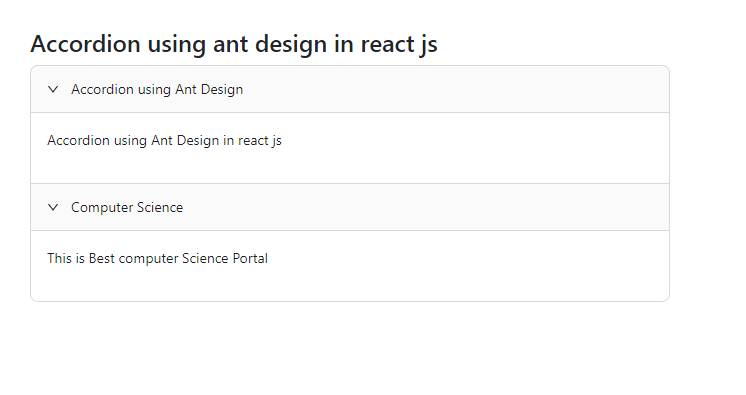 Accordion using ant design in react js
Accordion using Ant Design
Accordion using Ant Design in react js
Computer Science
This is Best computer Science Portal